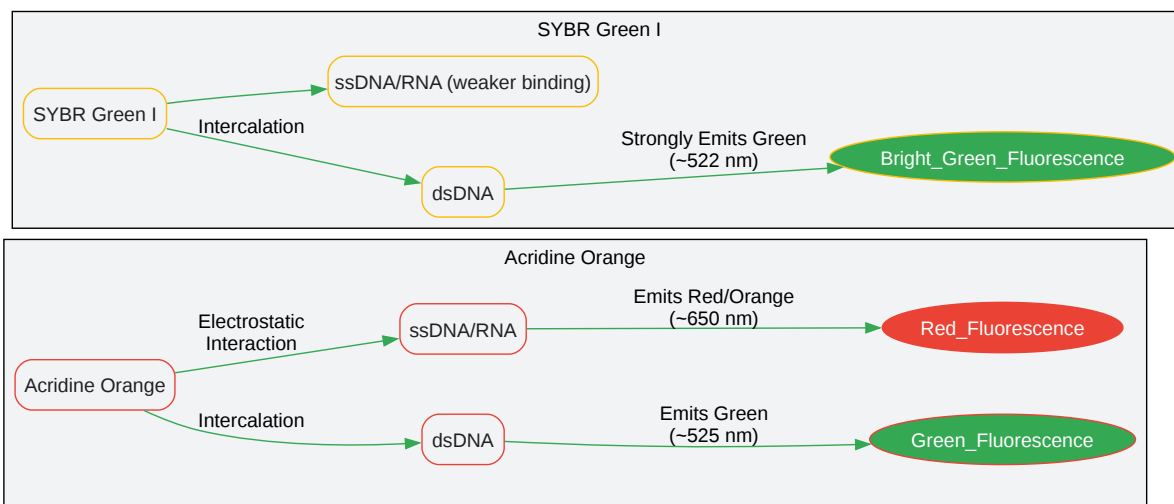 SYBR Green I
ssDNA/RNA (weaker binding)
SYBR Green I
Intercalation
Strongly Emits Green
(~522 nm)
Bright_Green_Fluorescence
dsDNA
Acridine Orange
Emits Red/Orange
(~650 nm)
Electrostatic
Interaction
ssDNA/RNA
Red_Fluorescence
Acridine Orange
Intercalation
Emits Green
(~525 nm)
dsDNA
Green_Fluorescence